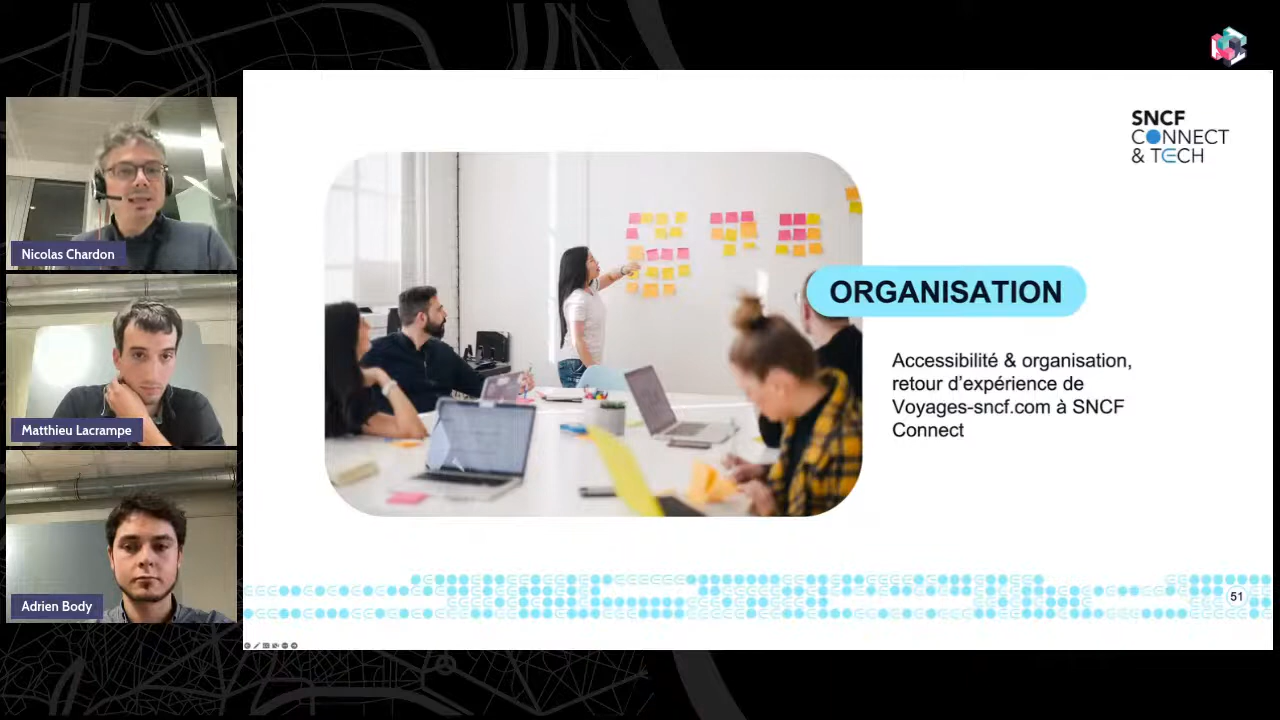 Nicolas Chardon
Matthieu Lacrampe
Adrien Body
SNCF
CONNECT
& TECH
ORGANISATION
Accessibilité & organisation,
retour d'expérience de
Voyages-sncf.com à SNCF
Connect
51